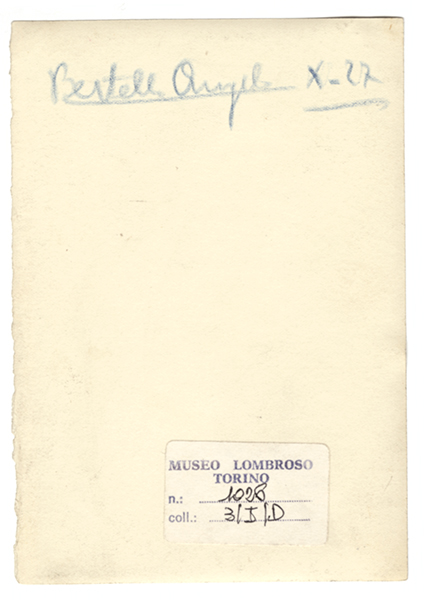 Bertelli Angelo X-27
MUSEO LOMBROSO
TORINO
n.: 1028
coll.: 3/I/D